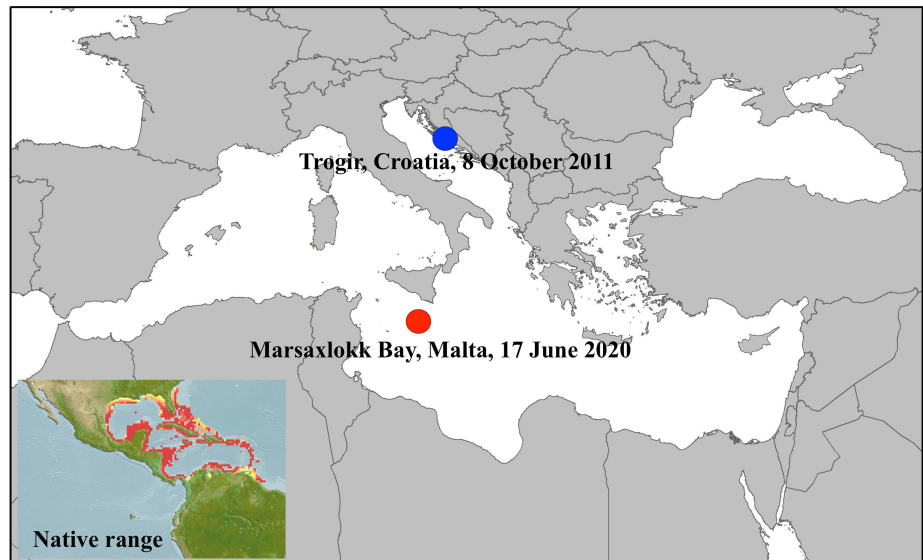 Trogir, Croatia, 8 October 2011
Marsaxlokk Bay, Malta, 17 June 2020
Native range